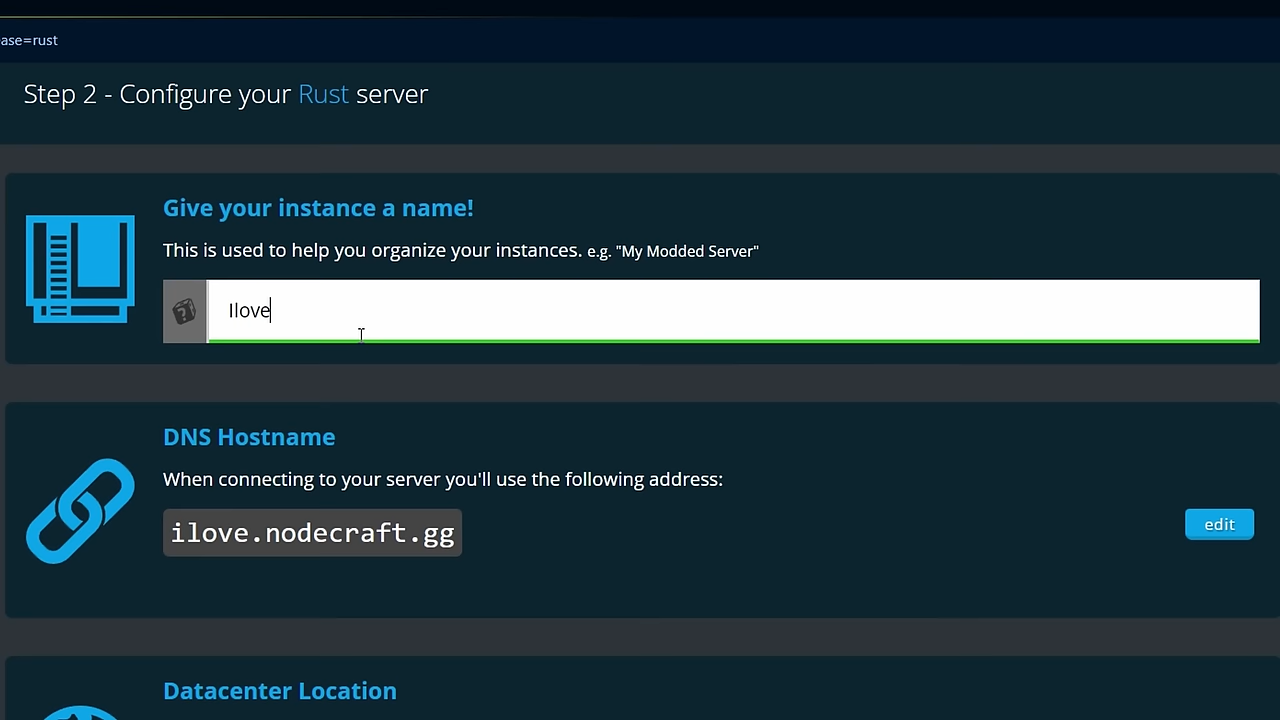 ase=rust
Step 2 - Configure your Rust server
Give your instance a name!
This is used to help you organize your instances. e.g. "My Modded Server"
Ilove
DNS Hostname
When connecting to your server you'll use the following address:
ilove.nodecraft.gg
edit
Datacenter Location